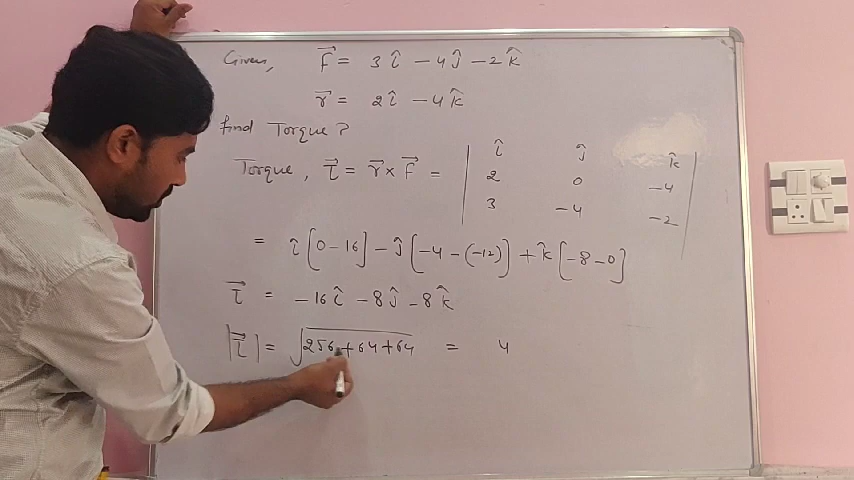 Given, F⃗ = 3î - 4ĵ - 2k̂
r⃗ = 2î - 4k̂
find Torque?
Torque, τ⃗ = r⃗ × F⃗ = | î ĵ k̂ |
| 2 0 -4 |
| 3 -4 -2 |
= î [0-16] - ĵ [-4-(-12)] + k̂ [-8-0]
τ⃗ = -16î - 8ĵ - 8k̂
|τ⃗| = √256+64+64 = 4